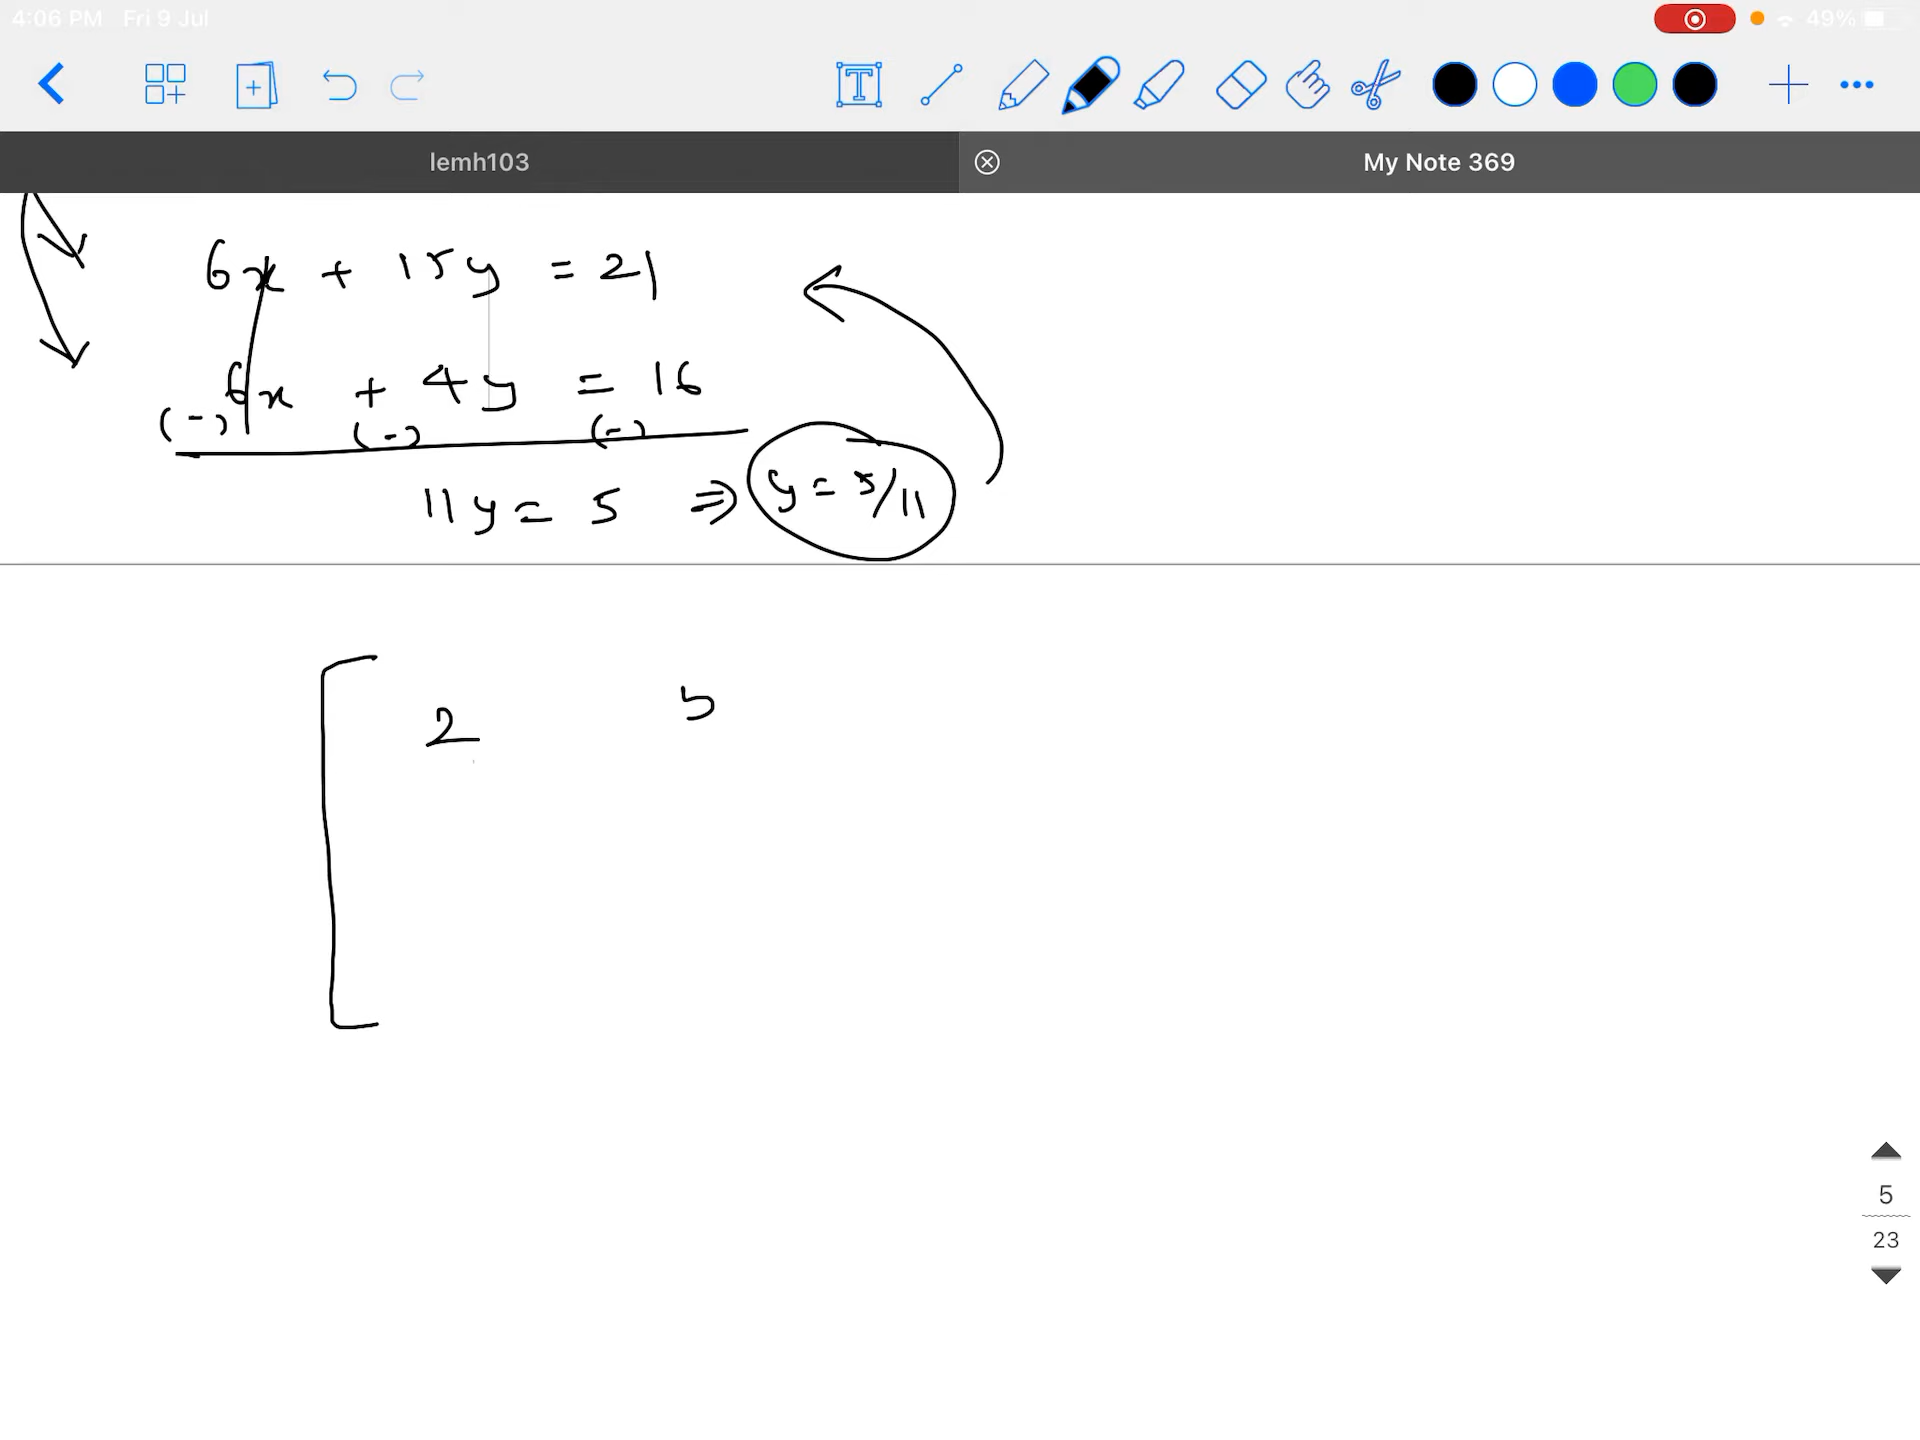 4:06 PM Fri 9 Jul 49%
lemh103 My Note 369
6x + 15y = 21
6x + 4y = 16
(-) (-) (-)
11y = 5 ⇒ y = 5/11
2 5
5
23